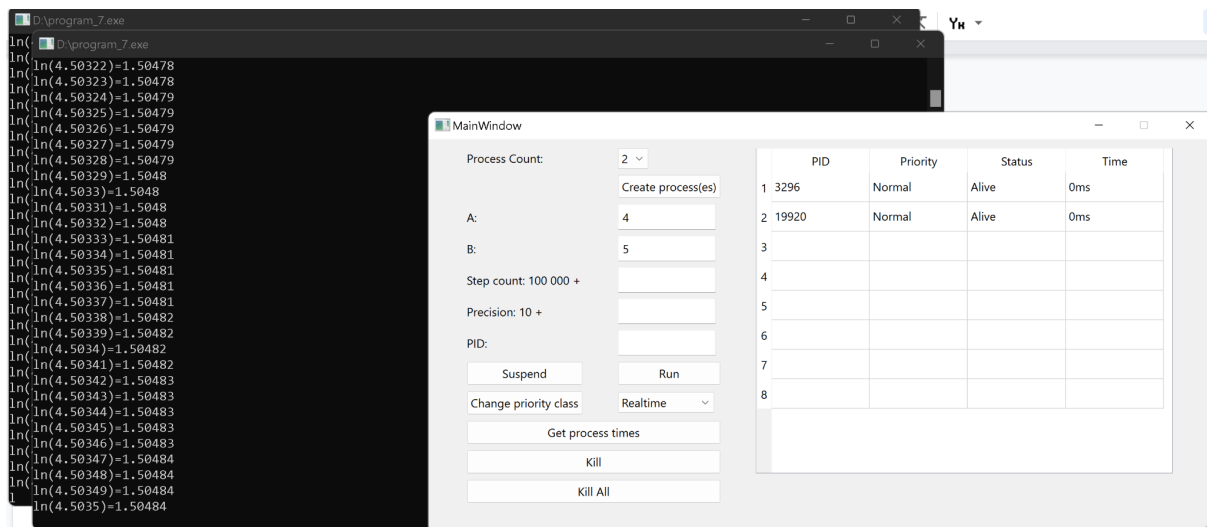 D:\program_7.exe
Yк
D:\program_7.exe
ln(4.50322)=1.50478
ln(4.50323)=1.50478
ln(4.50324)=1.50479
ln(4.50325)=1.50479
ln(4.50326)=1.50479
ln(4.50327)=1.50479
ln(4.50328)=1.50479
ln(4.50329)=1.5048
ln(4.5033)=1.5048
ln(4.50331)=1.5048
ln(4.50332)=1.5048
ln(4.50333)=1.50481
ln(4.50334)=1.50481
ln(4.50335)=1.50481
ln(4.50336)=1.50481
ln(4.50337)=1.50481
ln(4.50338)=1.50482
ln(4.50339)=1.50482
ln(4.5034)=1.50482
ln(4.50341)=1.50482
ln(4.50342)=1.50483
ln(4.50343)=1.50483
ln(4.50344)=1.50483
ln(4.50345)=1.50483
ln(4.50346)=1.50483
ln(4.50347)=1.50484
ln(4.50348)=1.50484
ln(4.50349)=1.50484
ln(4.5035)=1.50484
MainWindow
Process Count: 2
Create process(es)
A: 4
B: 5
Step count: 100 000 +
Precision: 10 +
PID:
Suspend Run
Change priority class Realtime
Get process times
Kill
Kill All
PID Priority Status Time
1 3296 Normal Alive 0ms
2 19920 Normal Alive 0ms
3
4
5
6
7
8